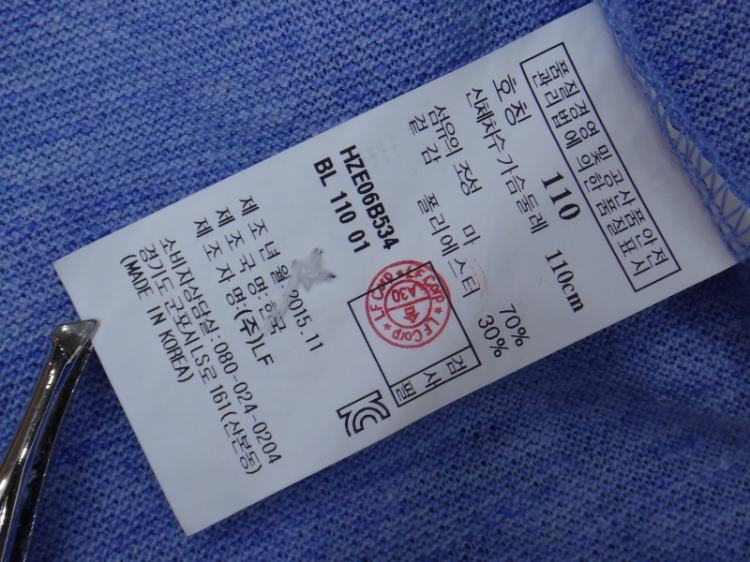 품질경영 및 공산품안전
관리법에 의한 품질표시
호칭 110
신체치수 가슴둘레 110cm
섬유의 조성
겉감 마 70%
폴리에스터 30%
HZE06B534
BL 110 01
검사필
LF Corp ★ LF Corp ★
A30
제조년월 2015.11
제조국명:한국
제조자명:(주)LF
소비자상담실:080-024-0204
경기도 군포시 LS로 161(산본동)
(MADE IN KOREA)